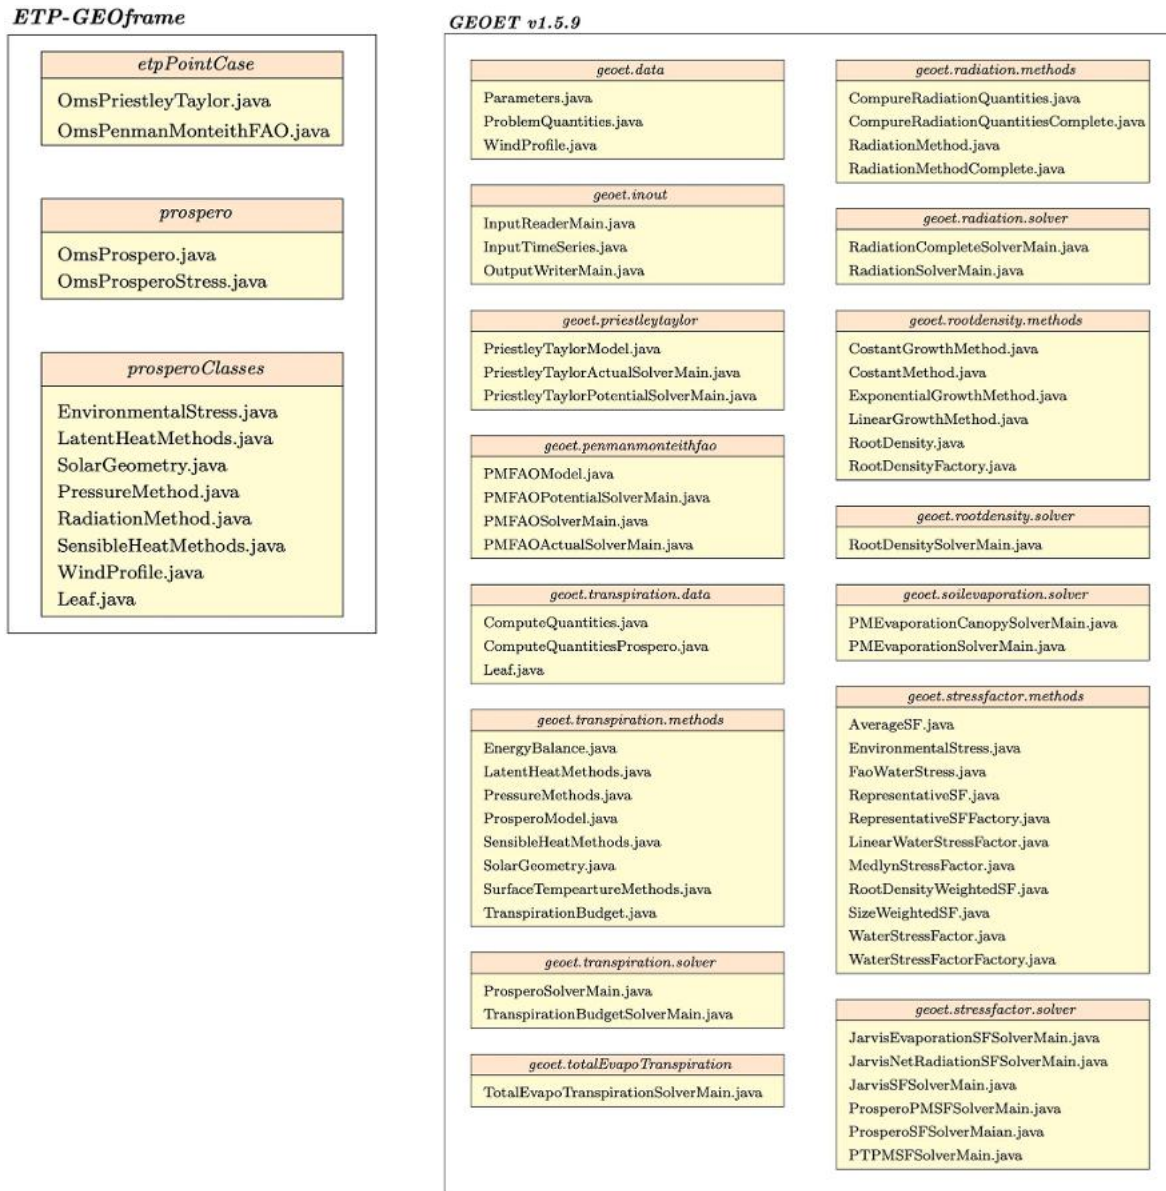 ETP-GEOframe
etpPointCase
OmsPriestleyTaylor.java
OmsPenmanMonteithFAO.java
prospero
OmsProspero.java
OmsProsperoStress.java
prosperoClasses
EnvironmentalStress.java
LatentHeatMethods.java
SolarGeometry.java
PressureMethod.java
RadiationMethod.java
SensibleHeatMethods.java
WindProfile.java
Leaf.java
GEOET v1.5.9
geoet.data
Parameters.java
ProblemQuantities.java
WindProfile.java
geoet.inout
InputReaderMain.java
InputTimeSeries.java
OutputWriterMain.java
geoet.priestleytaylor
PriestleyTaylorModel.java
PriestleyTaylorActualSolverMain.java
PriestleyTaylorPotentialSolverMain.java
geoet.penmanmonteithfao
PMFAOModel.java
PMFAOPotentialSolverMain.java
PMFAOSolverMain.java
PMFAOActualSolverMain.java
geoet.transpiration.data
ComputeQuantities.java
ComputeQuantitiesProspero.java
Leaf.java
geoet.transpiration.methods
EnergyBalance.java
LatentHeatMethods.java
PressureMethods.java
ProsperoModel.java
SensibleHeatMethods.java
SolarGeometry.java
SurfaceTempeartureMethods.java
TranspirationBudget.java
geoet.transpiration.solver
ProsperoSolverMain.java
TranspirationBudgetSolverMain.java
geoet.totalEvapoTranspiration
TotalEvapoTranspirationSolverMain.java
geoet.radiation.methods
CompureRadiationQuantities.java
CompureRadiationQuantitiesComplete.java
RadiationMethod.java
RadiationMethodComplete.java
geoet.radiation.solver
RadiationCompleteSolverMain.java
RadiationSolverMain.java
geoet.rootdensity.methods
CostantGrowthMethod.java
CostantMethod.java
ExponentialGrowthMethod.java
LinearGrowthMethod.java
RootDensity.java
RootDensityFactory.java
geoet.rootdensity.solver
RootDensitySolverMain.java
geoet.soilevaporation.solver
PMEvaporationCanopySolverMain.java
PMEvaporationSolverMain.java
geoet.stressfactor.methods
AverageSF.java
EnvironmentalStress.java
FaoWaterStress.java
RepresentativeSF.java
RepresentativeSFFactory.java
LinearWaterStressFactor.java
MedlynStressFactor.java
RootDensityWeightedSF.java
SizeWeightedSF.java
WaterStressFactor.java
WaterStressFactorFactory.java
geoet.stressfactor.solver
JarvisEvaporationSFSolverMain.java
JarvisNetRadiationSFSolverMain.java
JarvisSFSolverMain.java
ProsperoPMSFSolverMain.java
ProsperoSFSolverMaian.java
PTPMSFSolverMain.java